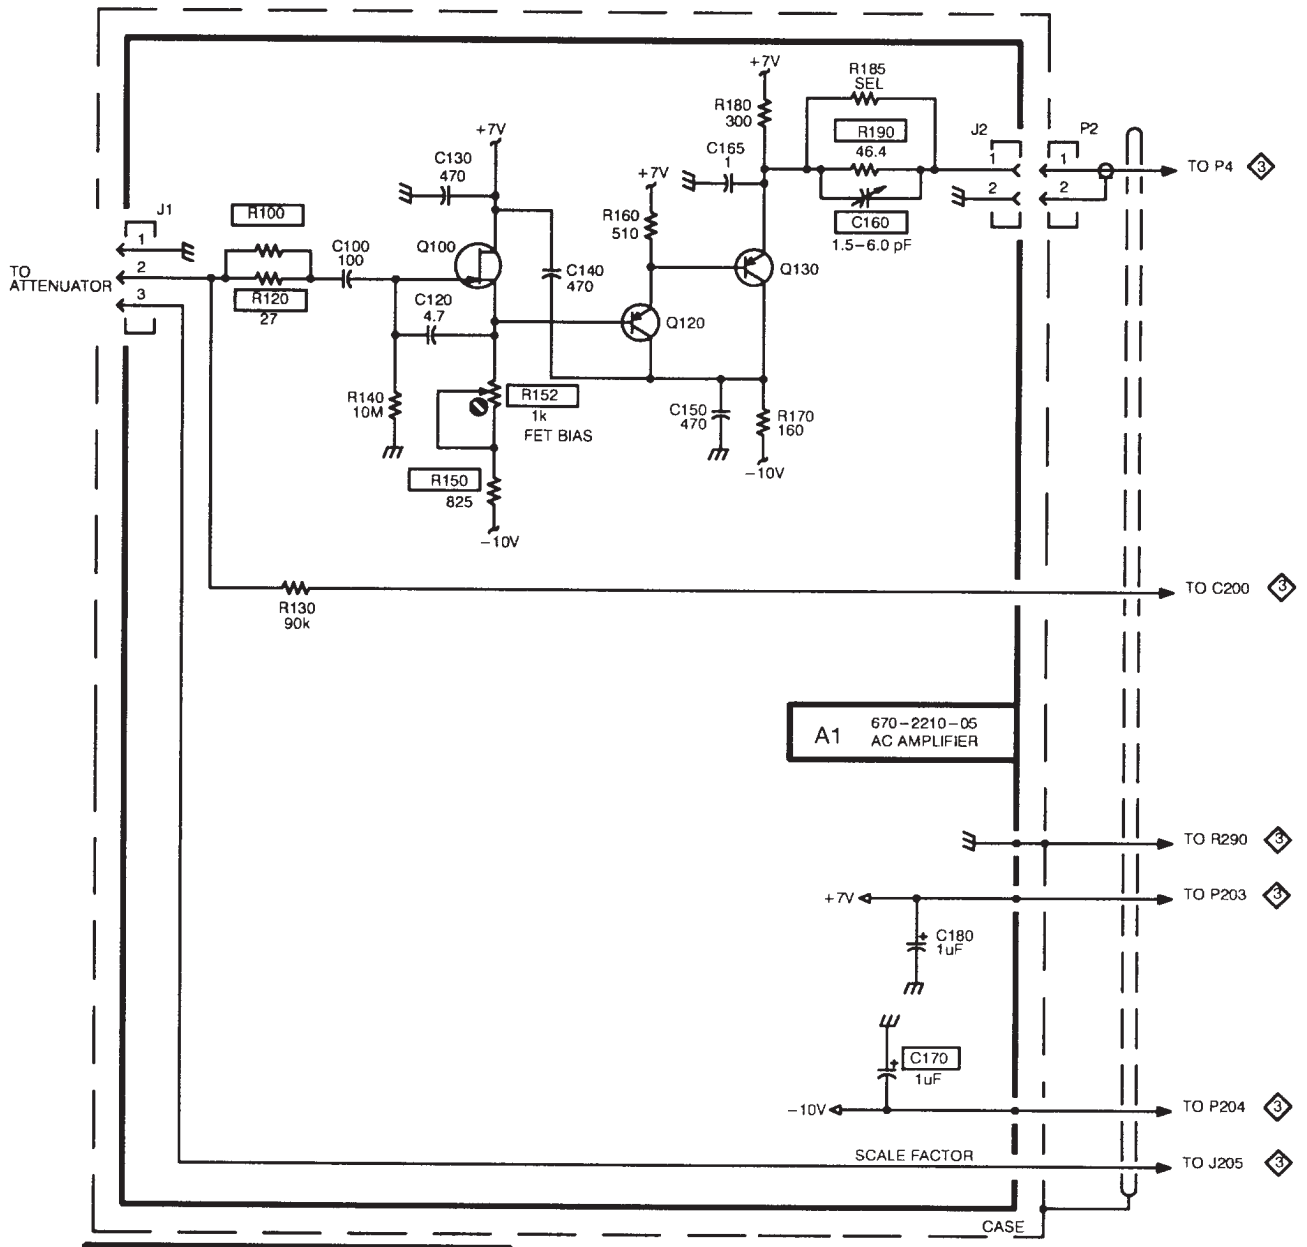 +7V
R185
SEL
R180
300
R190
46.4
J2
P2
+7V
C130
470
C165
1
+7V
1
1
TO P4 3
2
2
J1
R100
R160
510
C160
1.5–6.0 pF
1
TO
ATTENUATOR
2
3
C100
100
Q100
C140
470
Q130
R120
27
C120
4.7
Q120
R140
10M
R152
1k
FET BIAS
C150
470
R170
160
–10V
R150
825
–10V
R130
90k
TO C200 3
A1
670-2210-05
AC AMPLIFIER
TO R290 3
+7V
TO P203 3
+
C180
1uF
+
C170
1uF
–10V
TO P204 3
SCALE FACTOR
TO J205 3
CASE